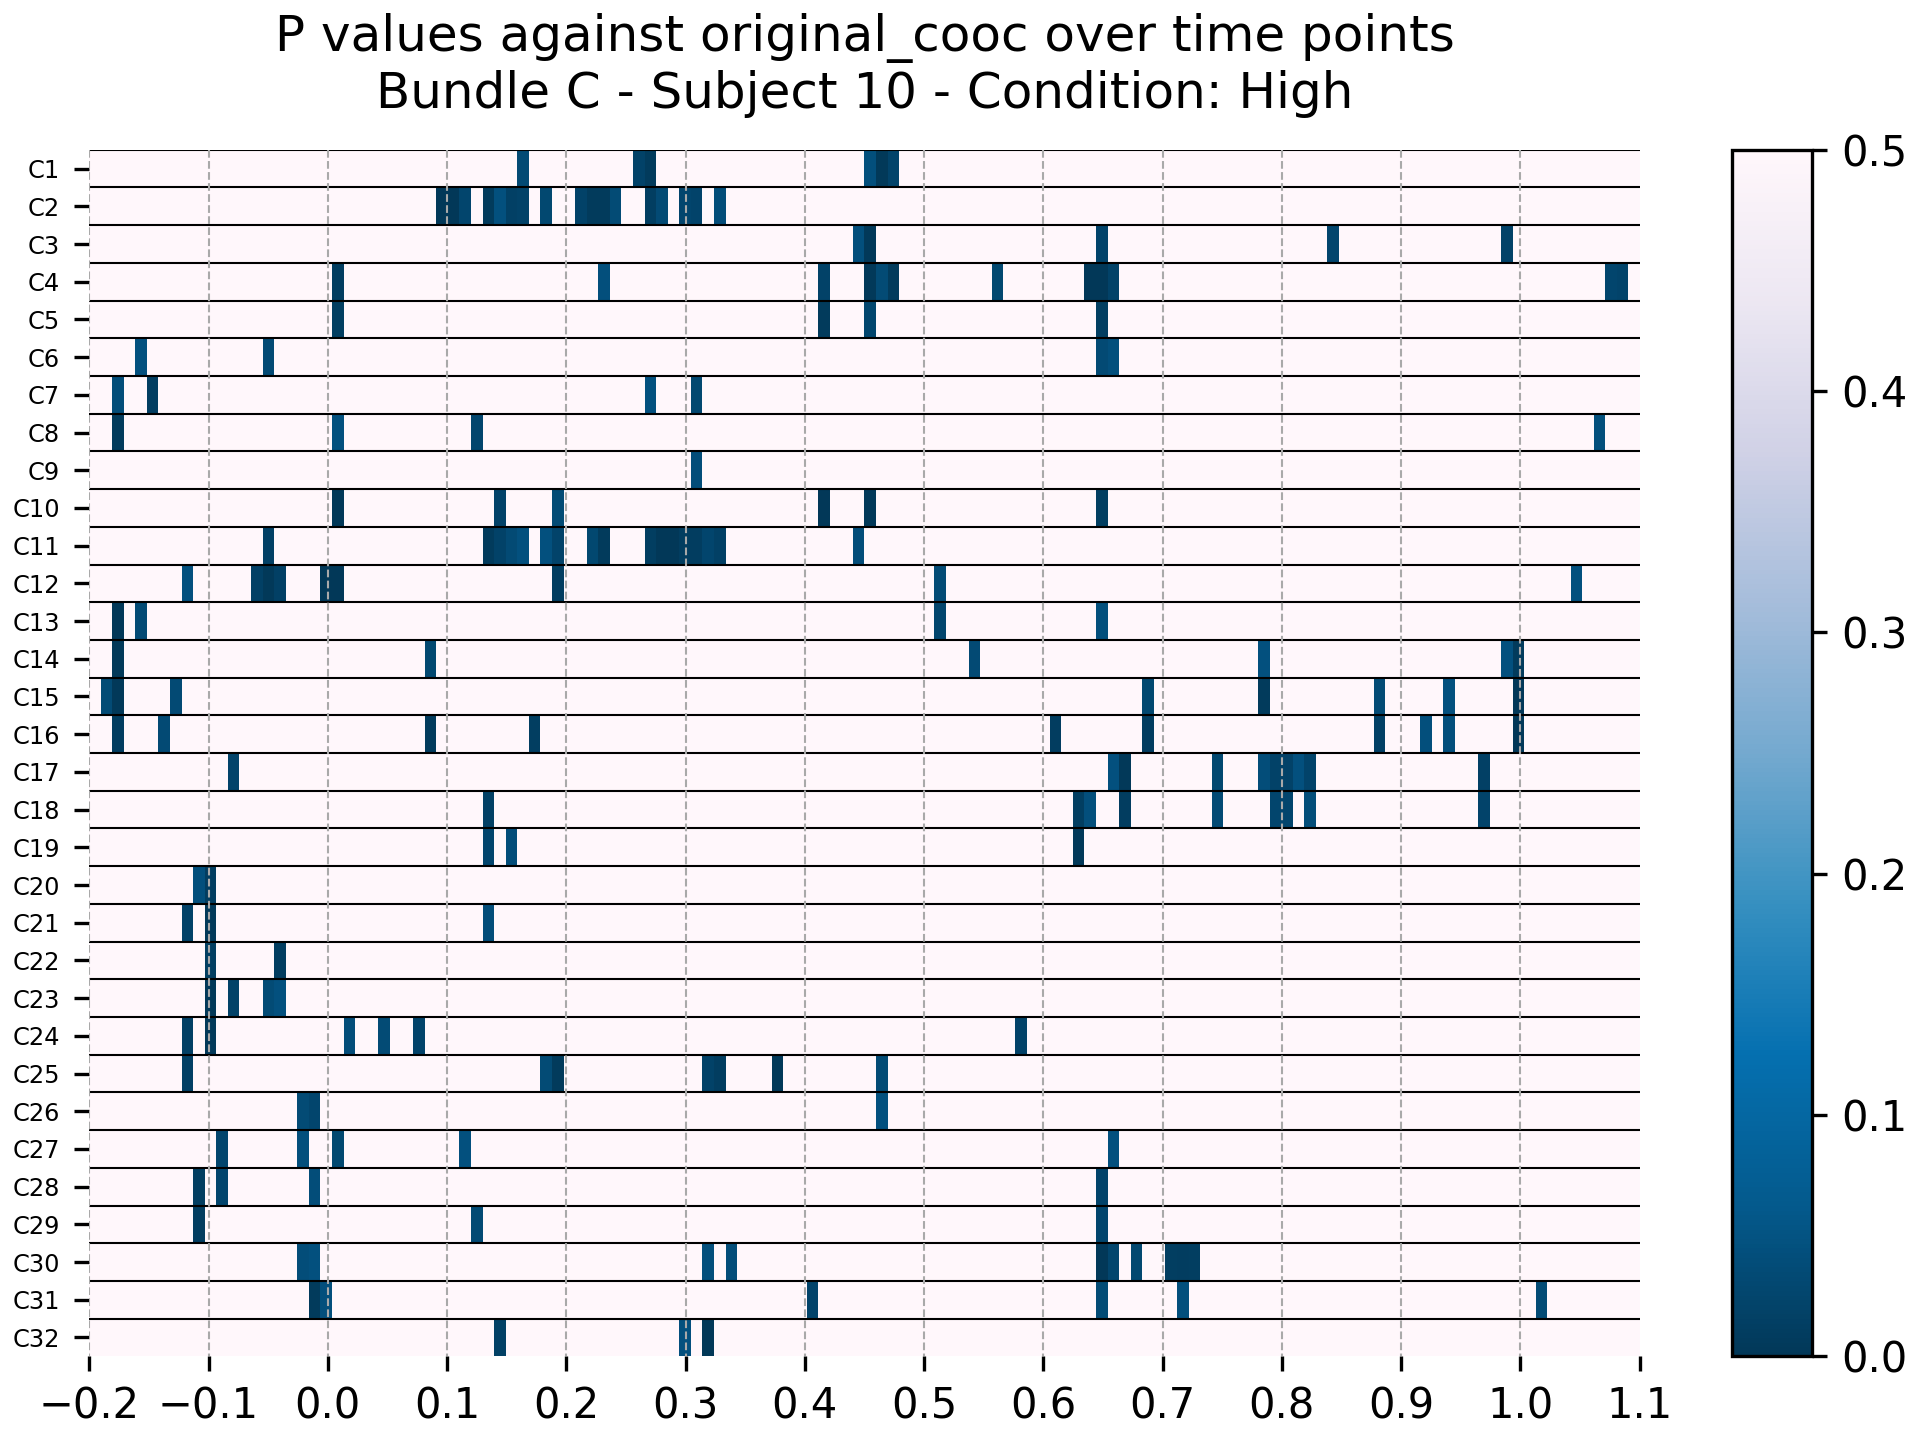 P values against original_cooc over time points
Bundle C - Subject 10 - Condition: High
C1
C2
C3
C4
C5
C6
C7
C8
C9
C10
C11
C12
C13
C14
C15
C16
C17
C18
C19
C20
C21
C22
C23
C24
C25
C26
C27
C28
C29
C30
C31
C32
−0.2 −0.1 0.0 0.1 0.2 0.3 0.4 0.5 0.6 0.7 0.8 0.9 1.0 1.1
0.5
0.4
0.3
0.2
0.1
0.0